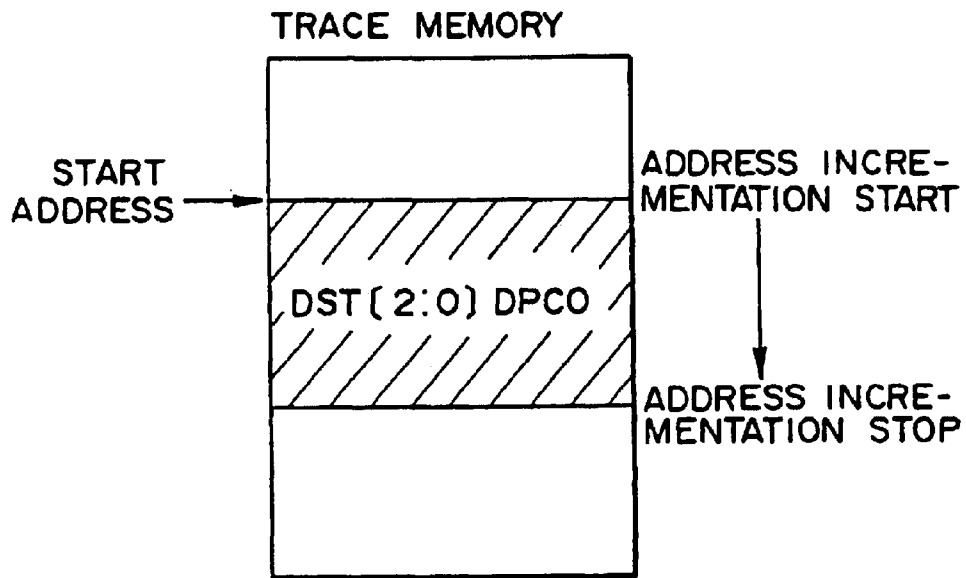 TRACE MEMORY
START
ADDRESS
ADDRESS INCRE-
MENTATION START
DST(2:0) DPCO
ADDRESS INCRE-
MENTATION STOP